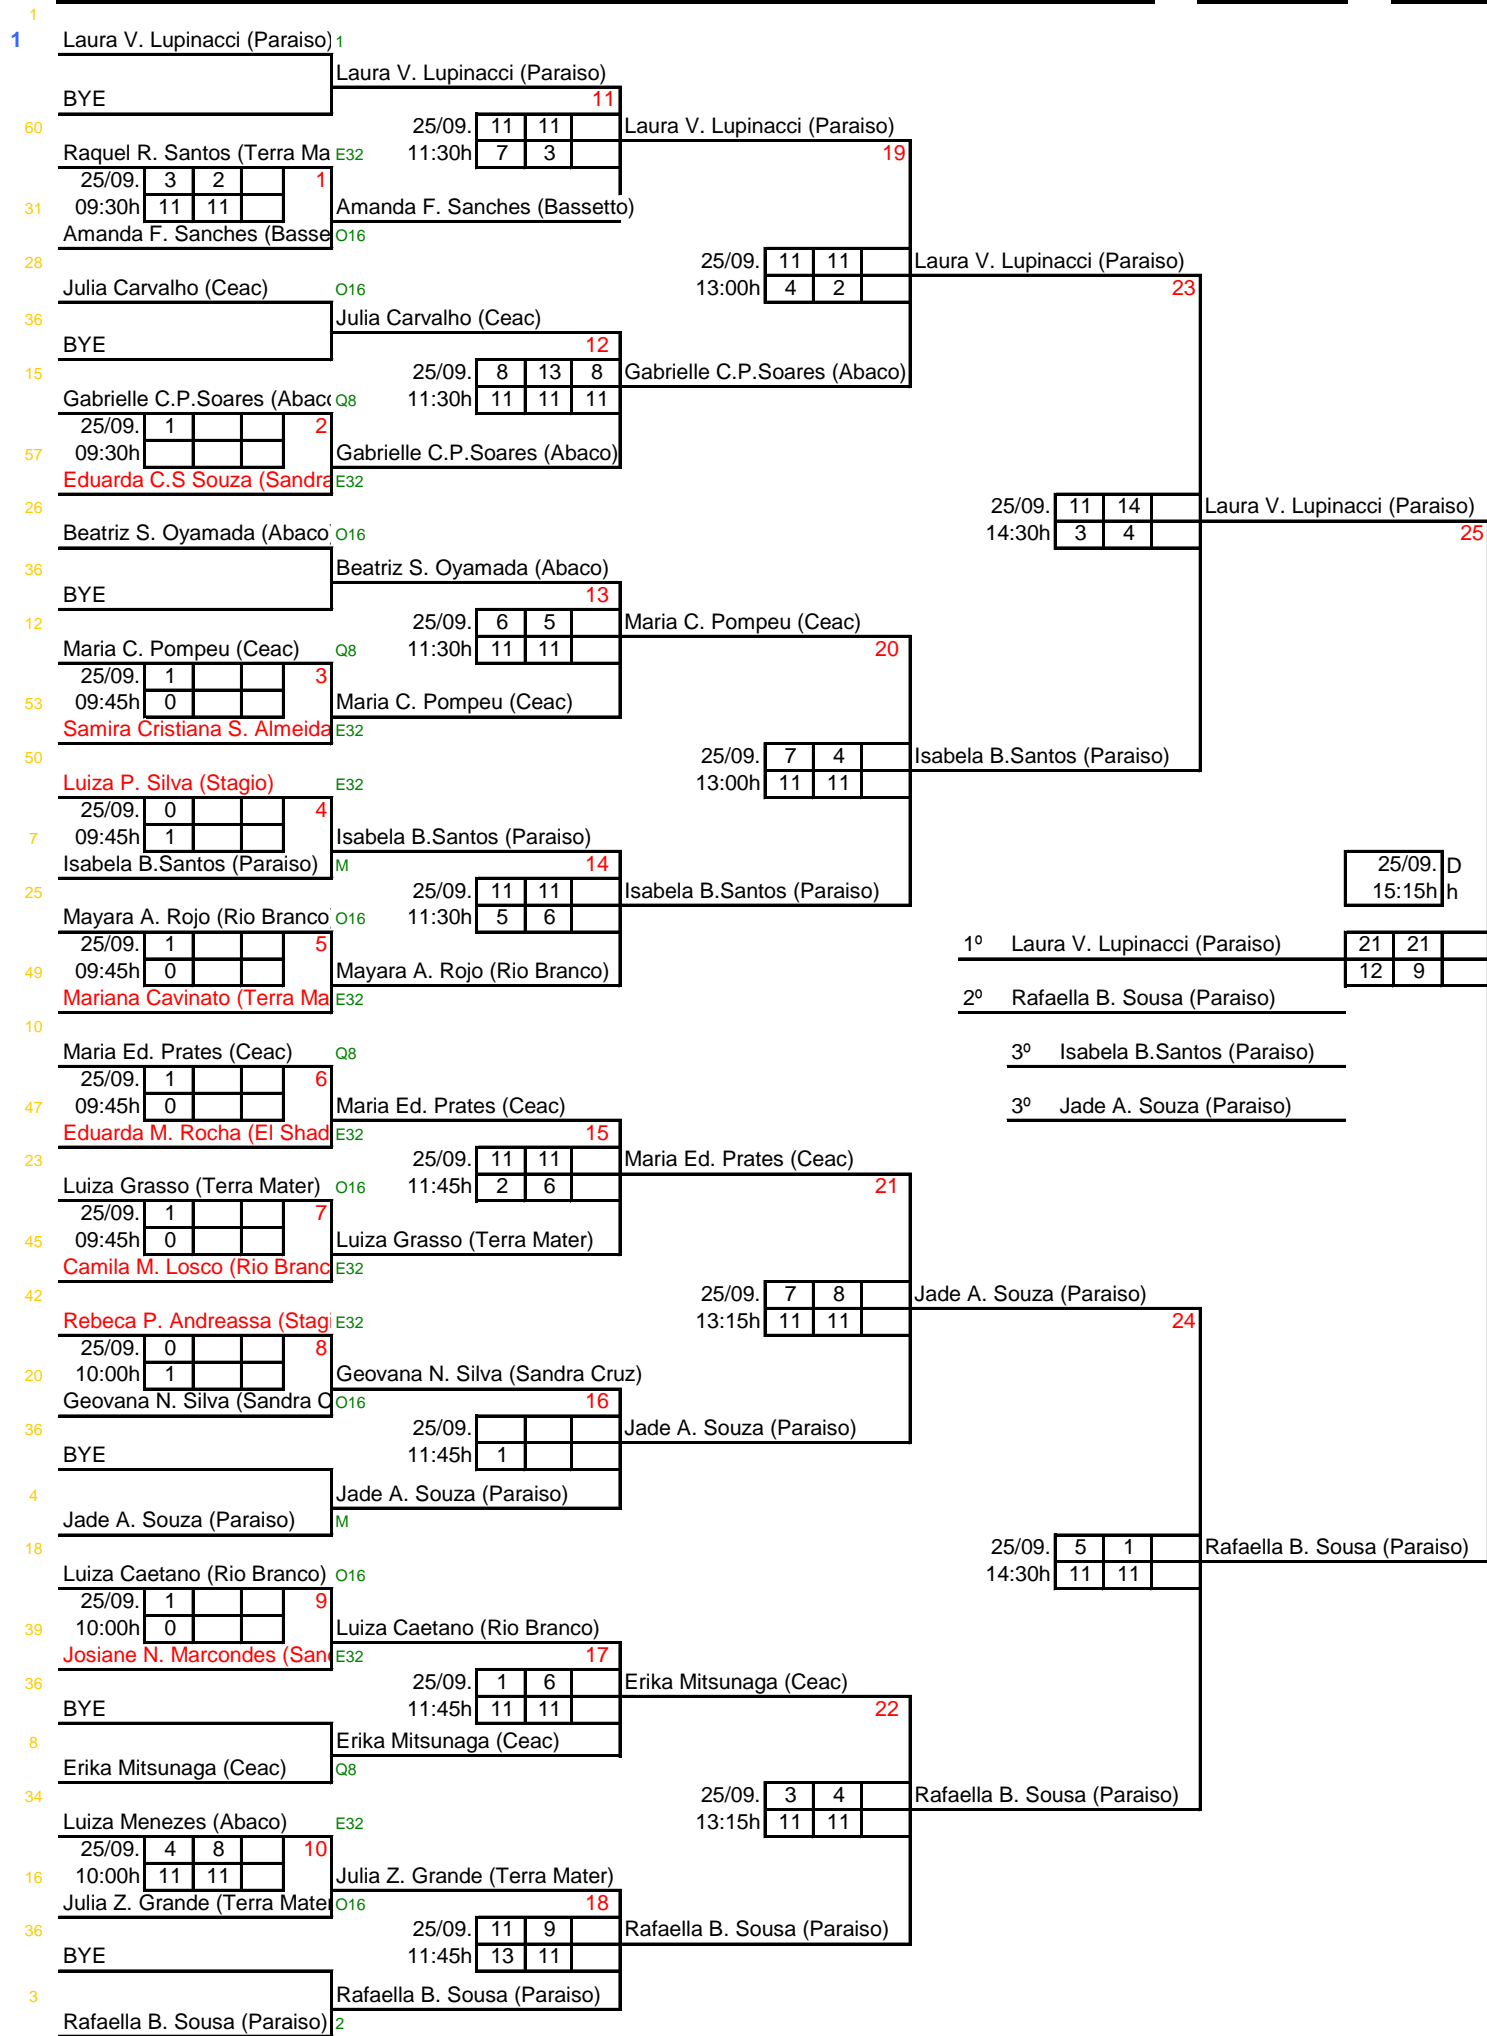 1
1 Laura V. Lupinacci (Paraiso) 1
Laura V. Lupinacci (Paraiso)
BYE 11
60 25/09. 11 11 Laura V. Lupinacci (Paraiso)
Raquel R. Santos (Terra Ma E32 11:30h 7 3 19
25/09. 3 2 1
31 09:30h 11 11 Amanda F. Sanches (Bassetto)
Amanda F. Sanches (Basse O16
28 25/09. 11 11 Laura V. Lupinacci (Paraiso)
Julia Carvalho (Ceac) O16 13:00h 4 2 23
36 Julia Carvalho (Ceac)
BYE 12
15 25/09. 8 13 8 Gabrielle C.P.Soares (Abaco)
Gabrielle C.P.Soares (Abaco Q8 11:30h 11 11 11
25/09. 1 2
57 09:30h Gabrielle C.P.Soares (Abaco)
Eduarda C.S Souza (Sandra E32
26 25/09. 11 14 Laura V. Lupinacci (Paraiso)
Beatriz S. Oyamada (Abaco) O16 14:30h 3 4 25
36 Beatriz S. Oyamada (Abaco)
BYE 13
12 25/09. 6 5 Maria C. Pompeu (Ceac)
Maria C. Pompeu (Ceac) Q8 11:30h 11 11 20
25/09. 1 3
53 09:45h 0 Maria C. Pompeu (Ceac)
Samira Cristiana S. Almeida E32
50 25/09. 7 4 Isabela B.Santos (Paraiso)
Luiza P. Silva (Stagio) E32 13:00h 11 11
25/09. 0 4
7 09:45h 1 Isabela B.Santos (Paraiso)
Isabela B.Santos (Paraiso) M 14 25/09. D
25 25/09. 11 11 Isabela B.Santos (Paraiso) 15:15h h
Mayara A. Rojo (Rio Branco) O16 11:30h 5 6
25/09. 1 5 1º Laura V. Lupinacci (Paraiso) 21 21
49 09:45h 0 Mayara A. Rojo (Rio Branco) 12 9
Mariana Cavinato (Terra Ma E32 2º Rafaella B. Sousa (Paraiso)
10
Maria Ed. Prates (Ceac) Q8 3º Isabela B.Santos (Paraiso)
25/09. 1 6
47 09:45h 0 Maria Ed. Prates (Ceac) 3º Jade A. Souza (Paraiso)
Eduarda M. Rocha (El Shad E32 15
23 25/09. 11 11 Maria Ed. Prates (Ceac)
Luiza Grasso (Terra Mater) O16 11:45h 2 6 21
25/09. 1 7
45 09:45h 0 Luiza Grasso (Terra Mater)
Camila M. Losco (Rio Branc E32
42 25/09. 7 8 Jade A. Souza (Paraiso)
Rebeca P. Andreassa (Stagi E32 13:15h 11 11 24
25/09. 0 8
20 10:00h 1 Geovana N. Silva (Sandra Cruz)
Geovana N. Silva (Sandra C O16 16
36 25/09. Jade A. Souza (Paraiso)
BYE 11:45h 1
4 Jade A. Souza (Paraiso)
Jade A. Souza (Paraiso) M
18 25/09. 5 1 Rafaella B. Sousa (Paraiso)
Luiza Caetano (Rio Branco) O16 14:30h 11 11
25/09. 1 9
39 10:00h 0 Luiza Caetano (Rio Branco)
Josiane N. Marcondes (San E32 17
36 25/09. 1 6 Erika Mitsunaga (Ceac)
BYE 11:45h 11 11 22
8 Erika Mitsunaga (Ceac)
Erika Mitsunaga (Ceac) Q8
34 25/09. 3 4 Rafaella B. Sousa (Paraiso)
Luiza Menezes (Abaco) E32 13:15h 11 11
25/09. 4 8 10
16 10:00h 11 11 Julia Z. Grande (Terra Mater)
Julia Z. Grande (Terra Mater O16 18
36 25/09. 11 9 Rafaella B. Sousa (Paraiso)
BYE 11:45h 13 11
3 Rafaella B. Sousa (Paraiso)
Rafaella B. Sousa (Paraiso) 2